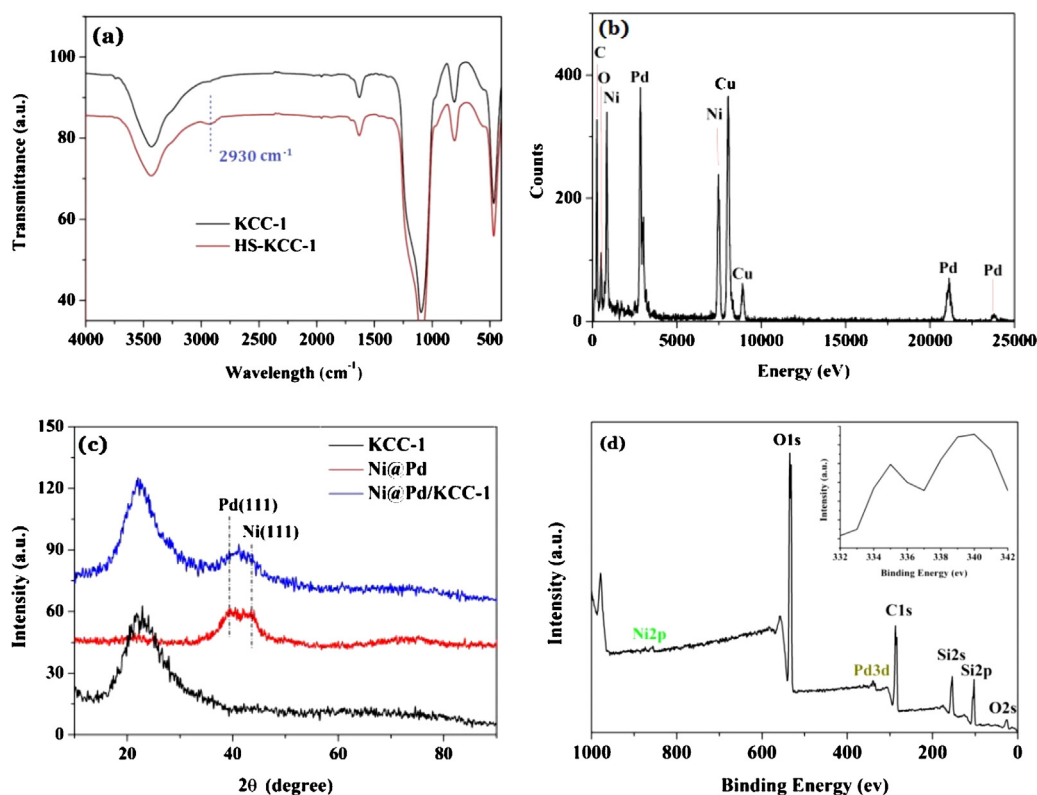 (a)
100
80
60
40
Transmittance (a.u.)
2930 cm⁻¹
KCC-1
HS-KCC-1
4000 3500 3000 2500 2000 1500 1000 500
Wavelength (cm⁻¹)
(b)
400
200
0
Counts
C
O
Ni
Pd
Ni
Cu
Cu
Pd
Pd
0 5000 10000 15000 20000 25000
Energy (eV)
(c)
150
120
90
60
30
0
Intensity (a.u.)
KCC-1
Ni@Pd
Ni@Pd/KCC-1
Pd(111)
Ni(111)
20 40 60 80
2θ (degree)
(d)
Intensity (a.u.)
O1s
Ni2p
Pd3d
C1s
Si2s
Si2p
O2s
Intensity (a.u.)
332 334 336 338 340 342
Binding Energy (ev)
1000 800 600 400 200 0
Binding Energy (ev)